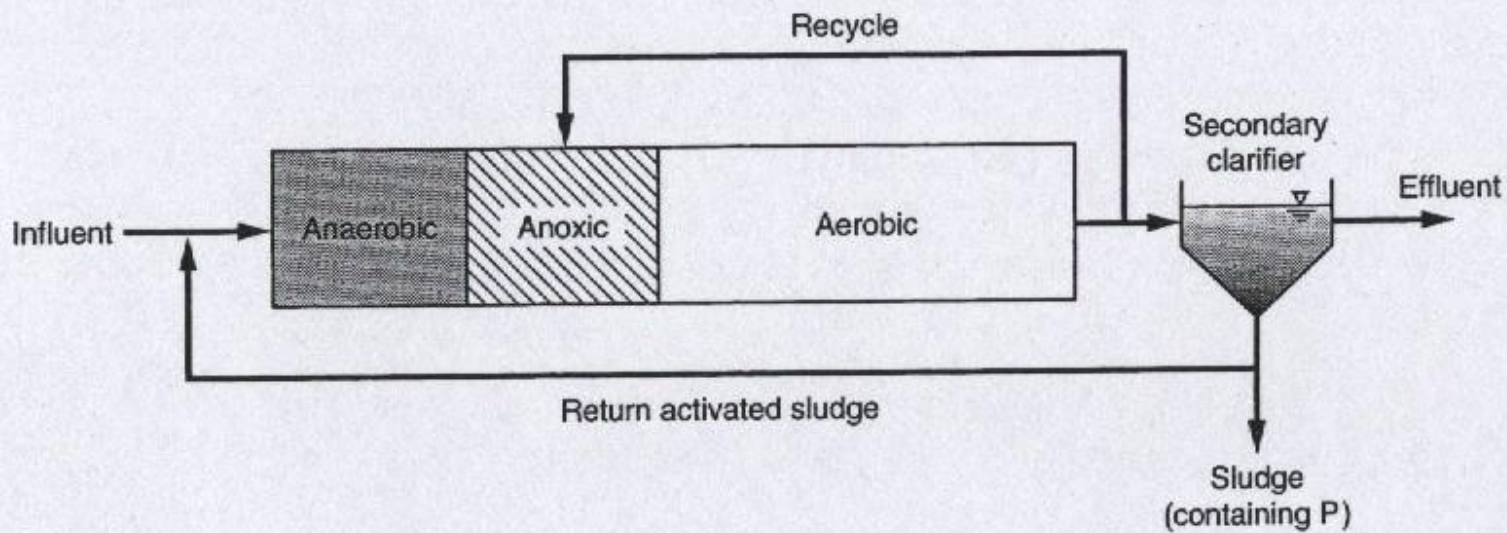 Recycle
Secondary
clarifier
Effluent
Influent
Anaerobic
Anoxic
Aerobic
Return activated sludge
Sludge
(containing P)